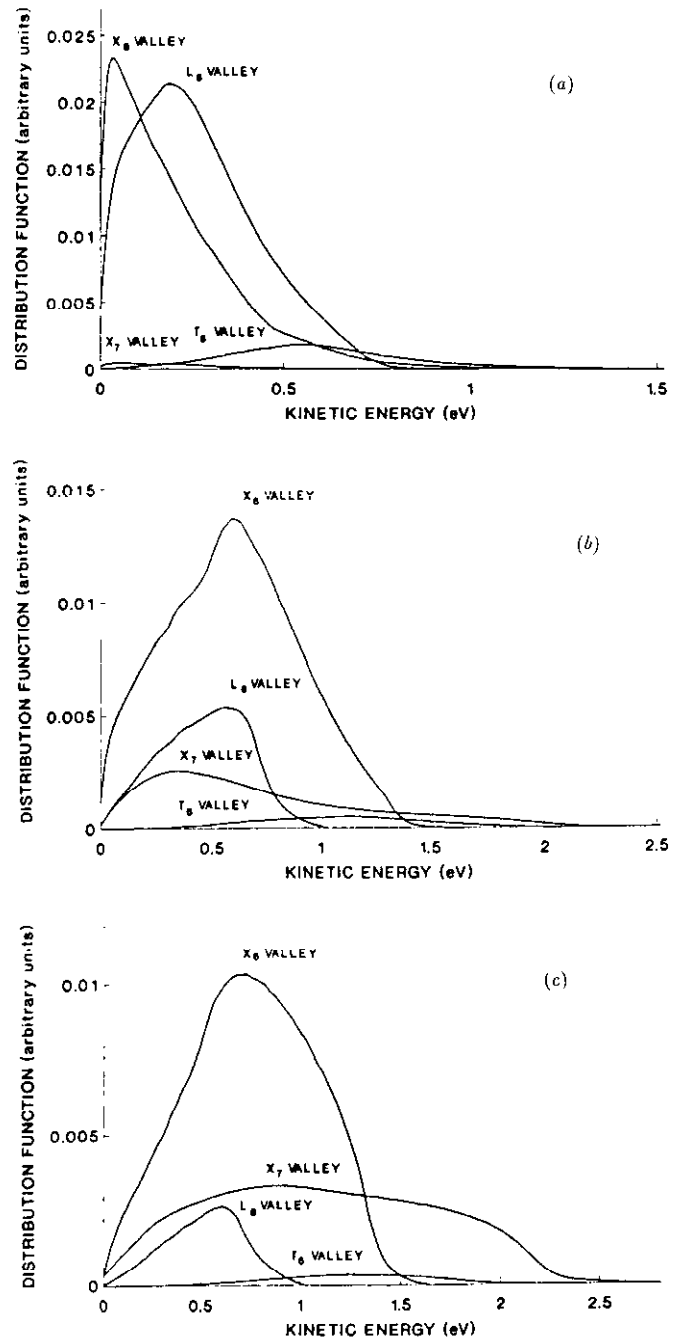 DISTRIBUTION FUNCTION (arbitrary units)
0.025
0.02
0.015
0.01
0.005
0
X6 VALLEY
L6 VALLEY
(a)
X7 VALLEY
Γ6 VALLEY
0
0.5
1
1.5
KINETIC ENERGY (eV)
DISTRIBUTION FUNCTION (arbitrary units)
0.015
0.01
0.005
0
X6 VALLEY
(b)
L6 VALLEY
X7 VALLEY
Γ6 VALLEY
0
0.5
1
1.5
2
2.5
KINETIC ENERGY (eV)
DISTRIBUTION FUNCTION (arbitrary units)
0.01
0.005
0
X6 VALLEY
(c)
X7 VALLEY
L6 VALLEY
Γ6 VALLEY
0
0.5
1
1.5
2
2.5
KINETIC ENERGY (eV)